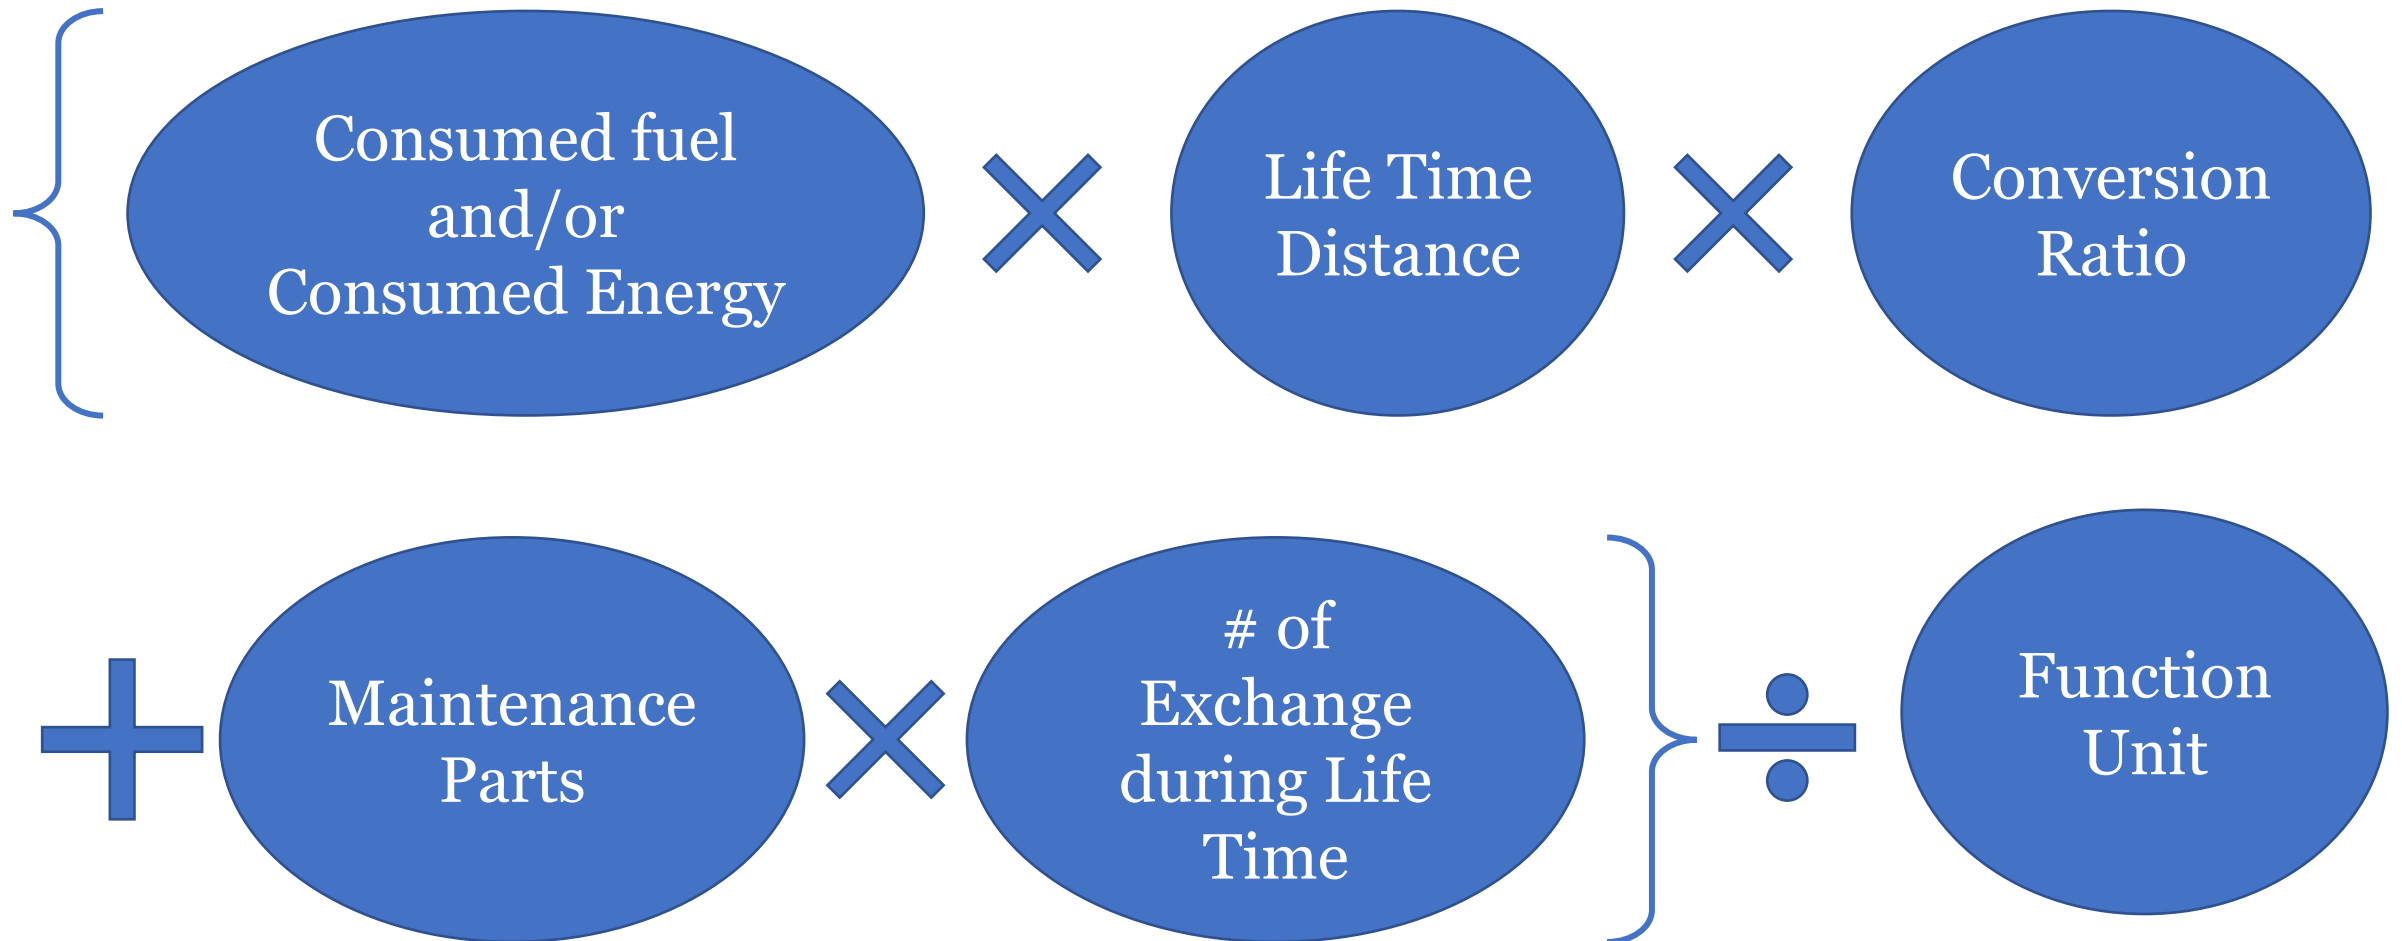 Consumed fuel
and/or
Consumed Energy
Life Time
Distance
Conversion
Ratio
Maintenance
Parts
# of
Exchange
during Life
Time
Function
Unit